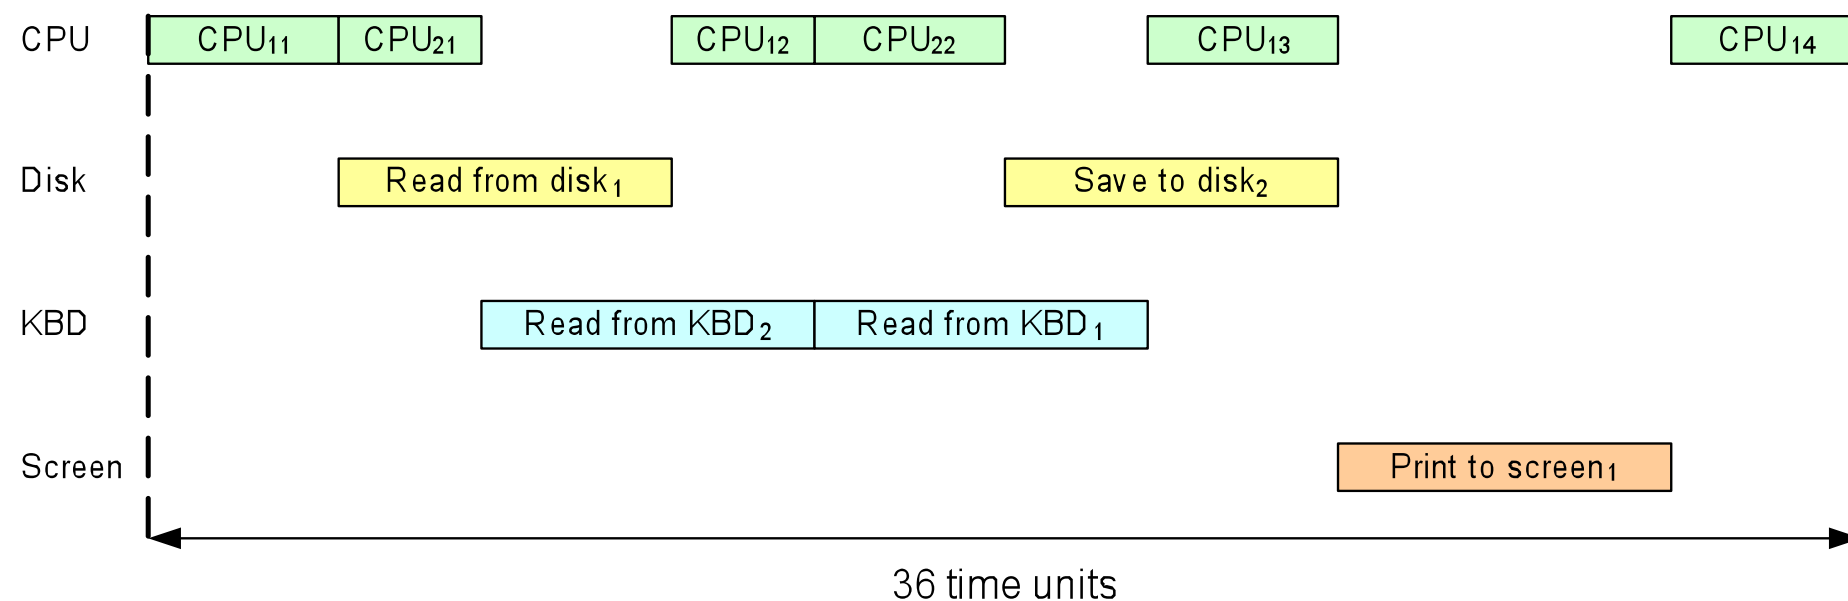 CPU CPU₁₁ CPU₂₁ CPU₁₂ CPU₂₂ CPU₁₃ CPU₁₄
Disk Read from disk₁ Save to disk₂
KBD Read from KBD₂ Read from KBD₁
Screen Print to screen₁
36 time units